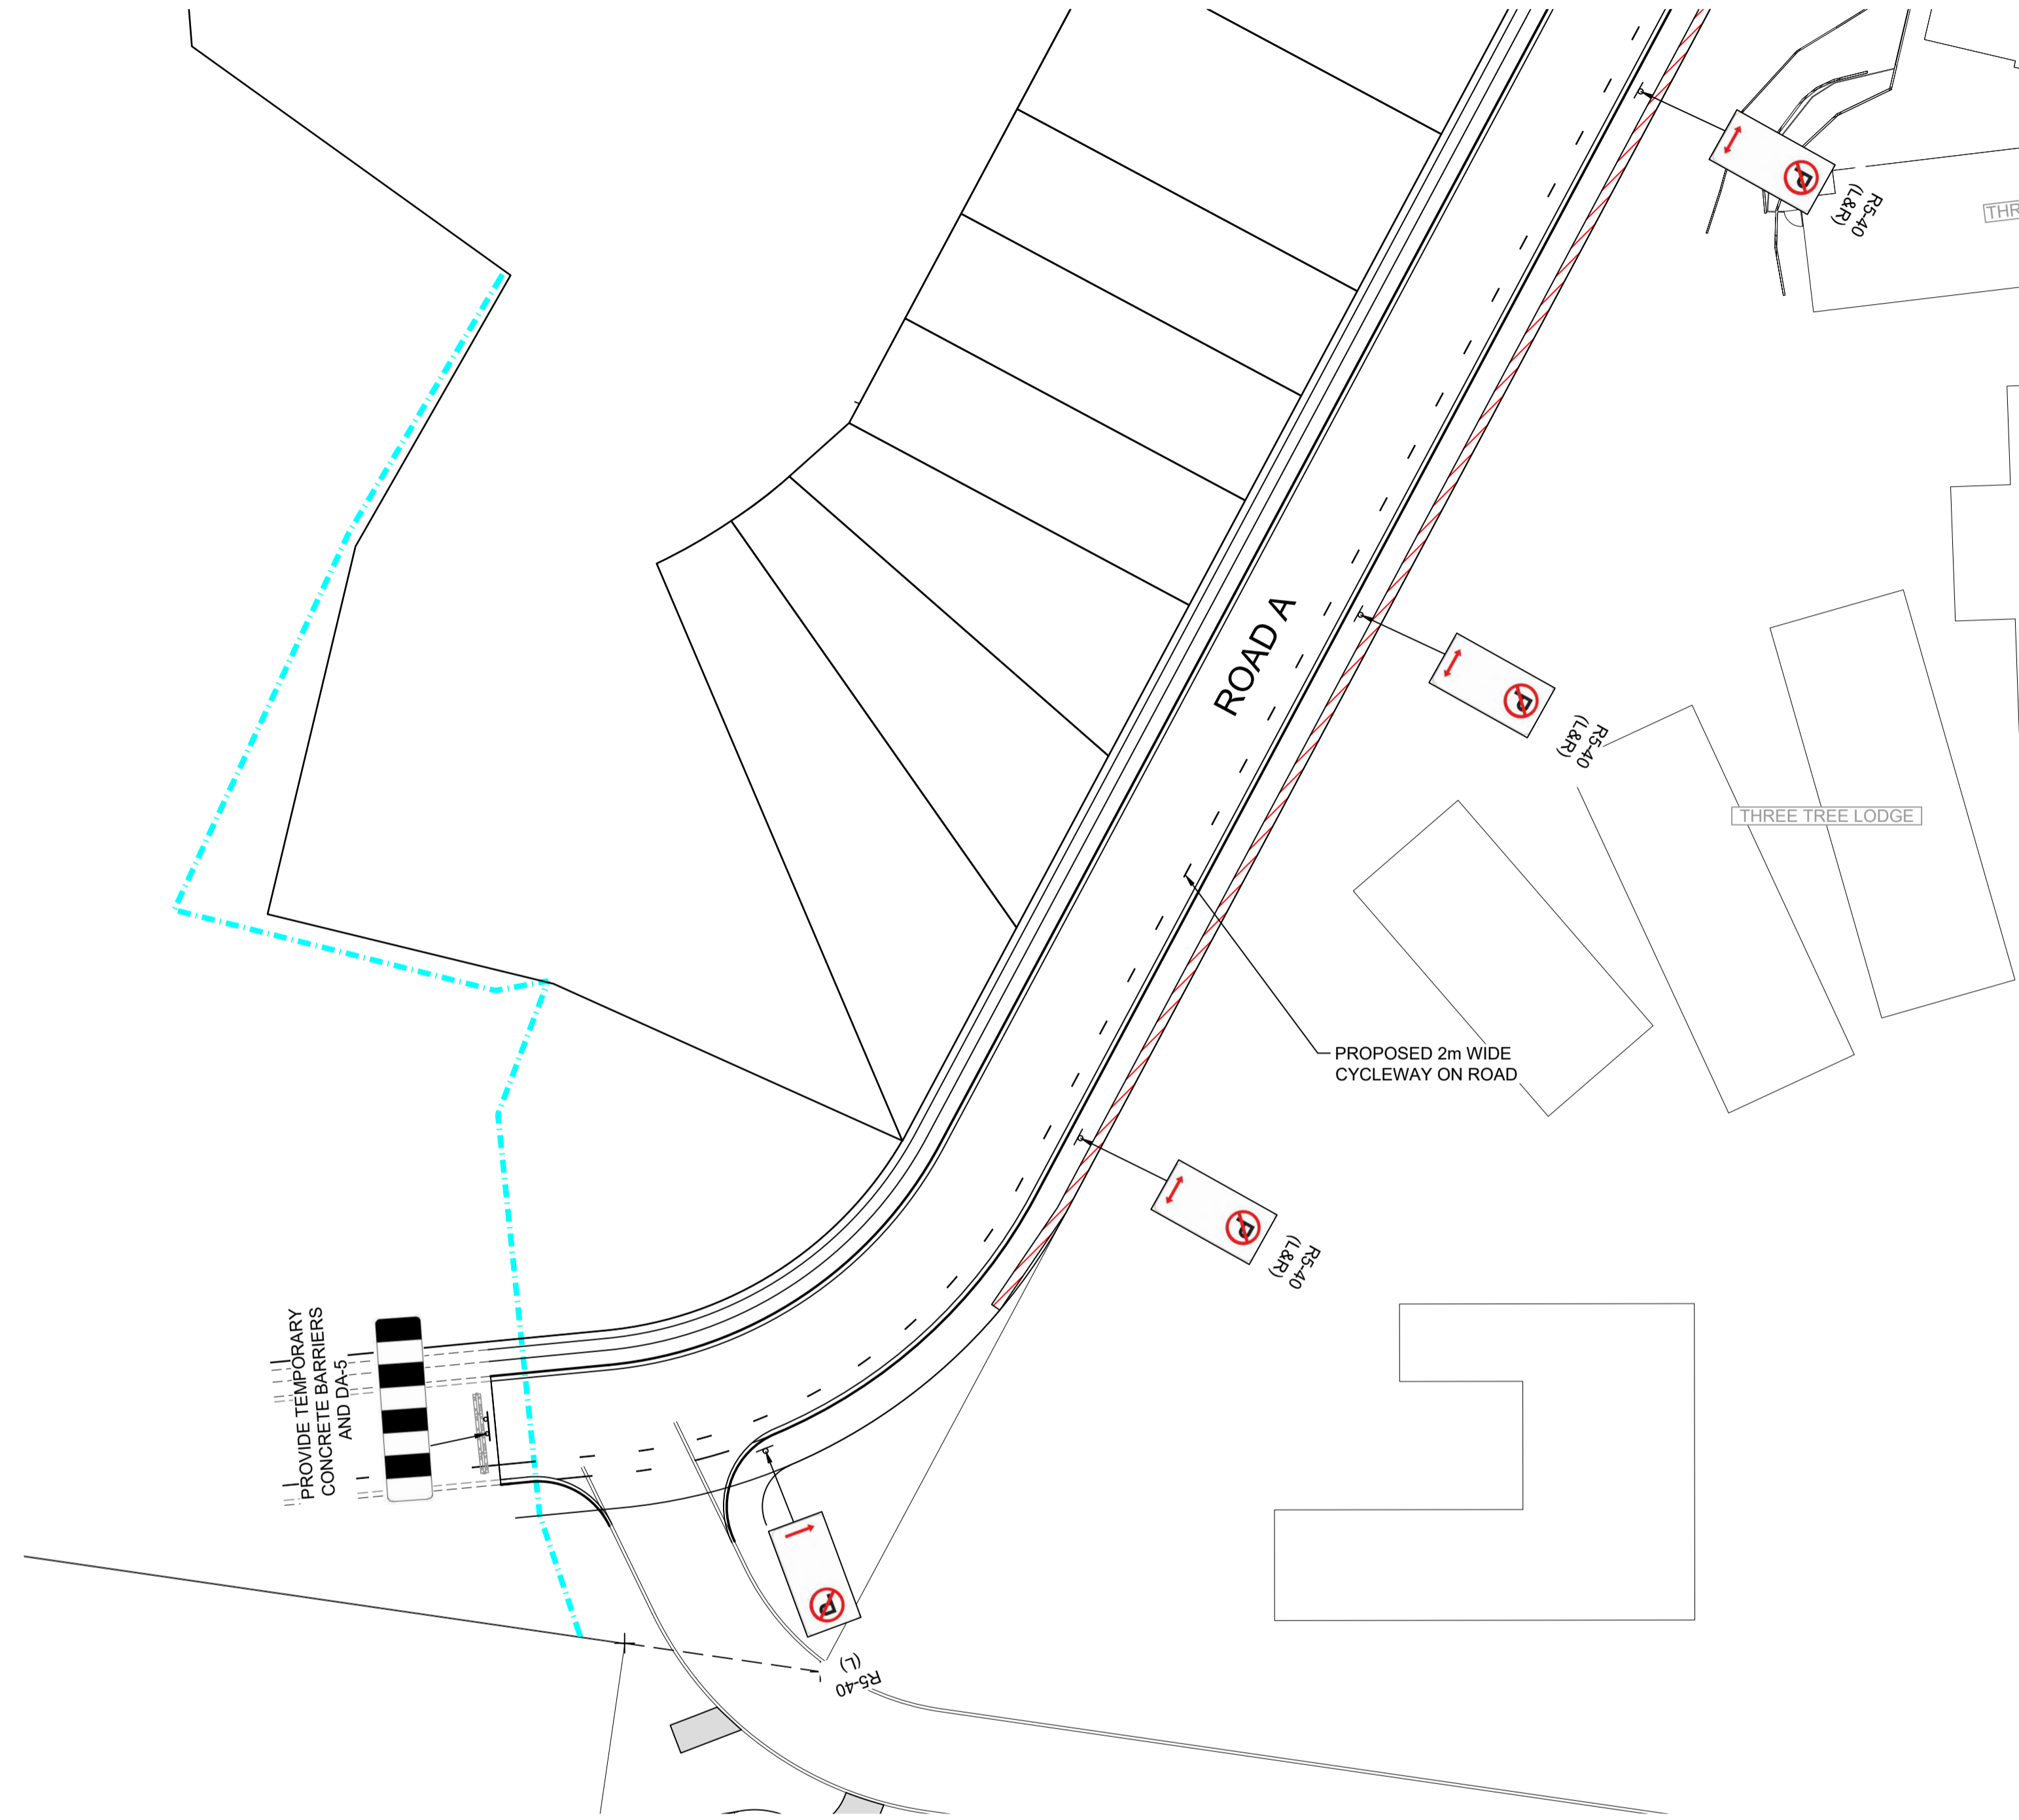 R5-40
(L&R)
THR
ROAD A
R5-40
(L&R)
THREE TREE LODGE
PROPOSED 2m WIDE
CYCLEWAY ON ROAD
R5-40
(L&R)
PROVIDE TEMPORARY
CONCRETE BARRIERS
AND DA-5
R5-40
(L)
P
P
P
P